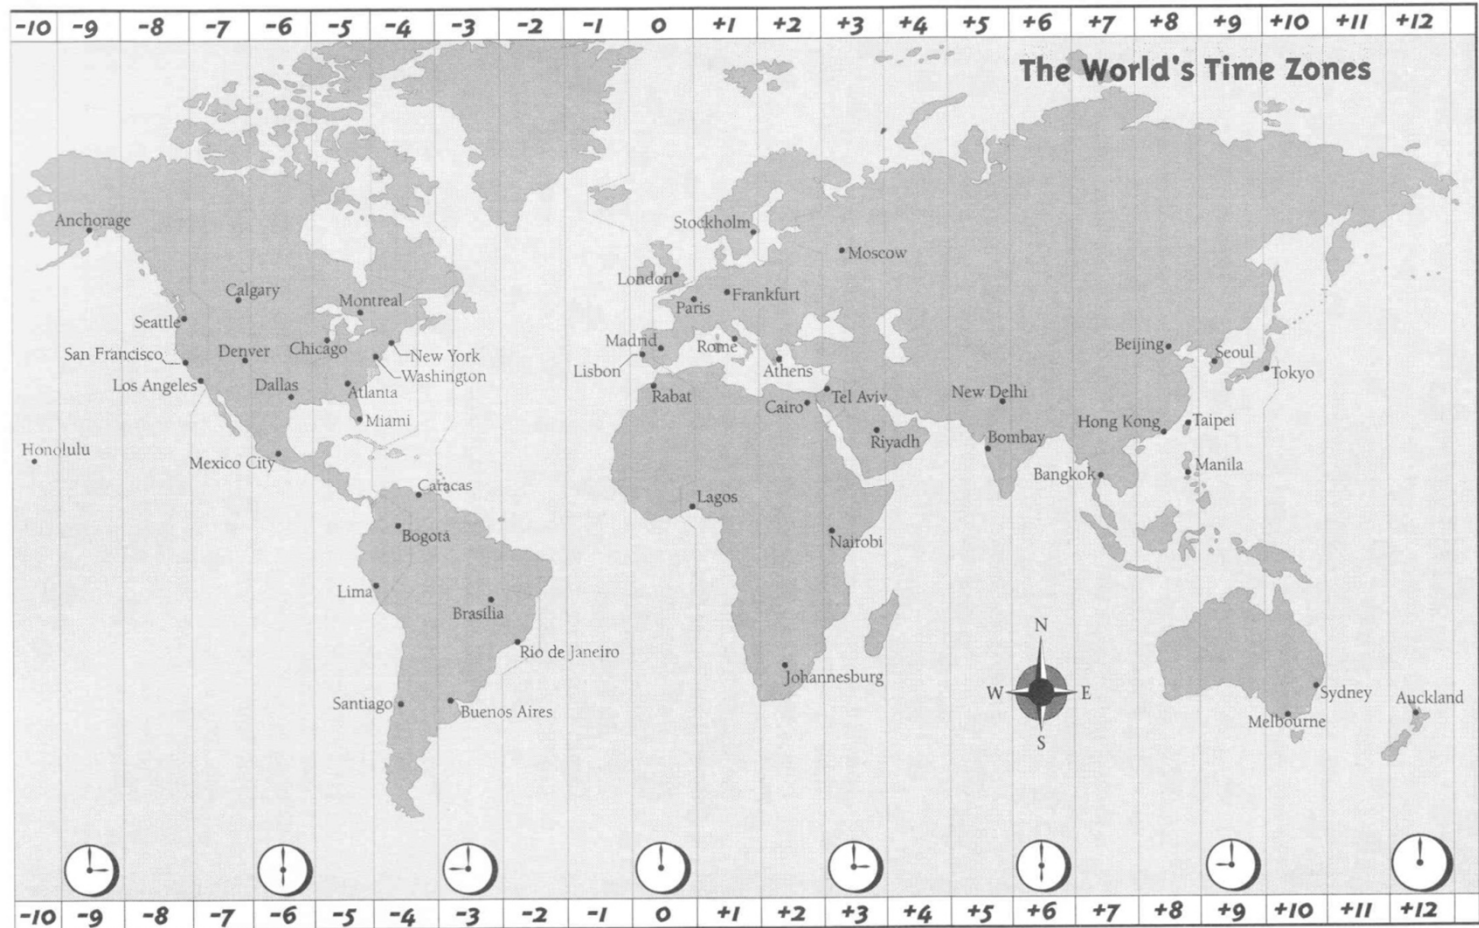 -10 -9 -8 -7 -6 -5 -4 -3 -2 -1 0 +1 +2 +3 +4 +5 +6 +7 +8 +9 +10 +11 +12
The World's Time Zones
Anchorage
Stockholm
Moscow
London
Calgary
Frankfurt
Montreal
Paris
Seattle
Madrid
Rome
Beijing
Seoul
San Francisco
Denver
Chicago
New York
Lisbon
Athens
Tokyo
Washington
Los Angeles
Dallas
Atlanta
Rabat
Cairo
Tel Aviv
New Delhi
Miami
Hong Kong
Taipei
Riyadh
Bombay
Honolulu
Mexico City
Bangkok
Manila
Caracas
Lagos
Bogotá
Nairobi
Lima
Brasilia
N
Rio de Janeiro
Johannesburg
W
E
Sydney
Auckland
Santiago
Buenos Aires
Melbourne
S
-10 -9 -8 -7 -6 -5 -4 -3 -2 -1 0 +1 +2 +3 +4 +5 +6 +7 +8 +9 +10 +11 +12